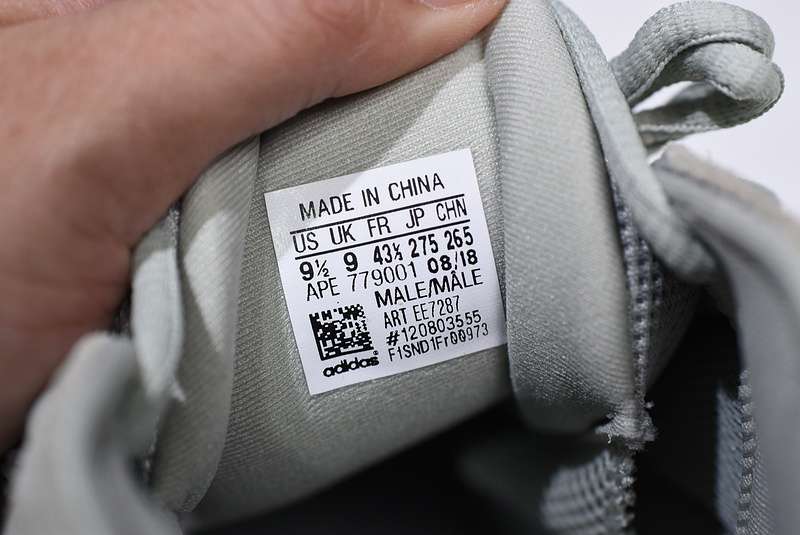 MADE IN CHINA
US UK FR JP CHN
9½ 9 43⅓ 275 265
APE 779001 08/18
MALE/MÂLE
ART EE7287
#120803555
F1SND1Fr00973
adidas